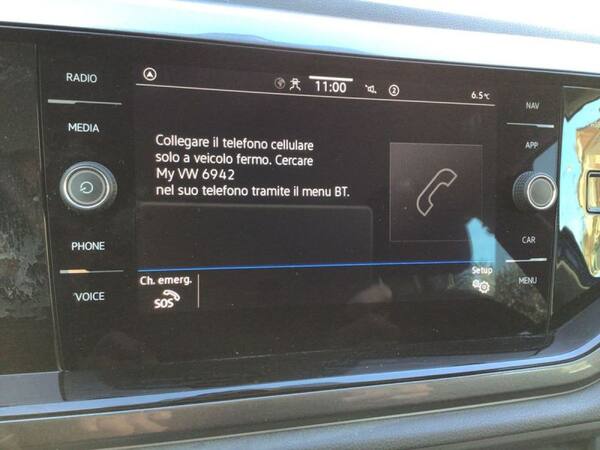 RADIO
MEDIA
PHONE
VOICE
11:00
2
6.5°C
Collegare il telefono cellulare
solo a veicolo fermo. Cercare
My VW 6942
nel suo telefono tramite il menu BT.
Ch. emerg.
SOS
Setup
NAV
APP
CAR
MENU